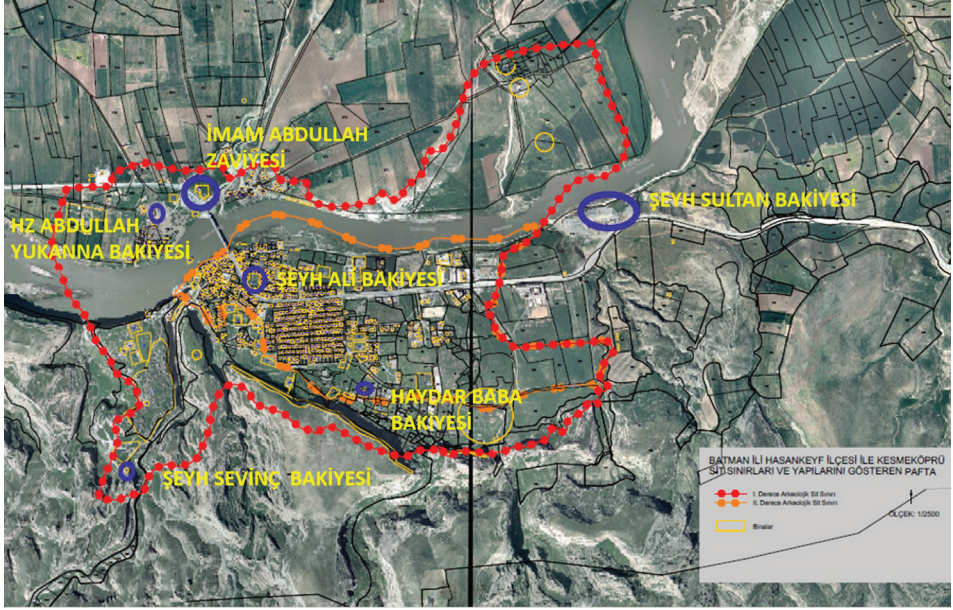 İMAM ABDULLAH
ZAVİYESİ
HZ ABDULLAH
YUKANNA BAKİYESİ
ŞEYH SULTAN BAKİYESİ
ŞEYH ALİ BAKİYESİ
HAYDAR BABA
BAKİYESİ
ŞEYH SEVİNÇ BAKİYESİ
BATMAN İLİ HASANKEYF İLÇESİ İLE KESMEKÖPRÜ
SİT SINIRLARI VE YAPILARINI GÖSTEREN PAFTA
I. Derece Arkeolojik Sit Sınırı
II. Derece Arkeolojik Sit Sınırı
ÖLÇEK: 1/2500
Binalar